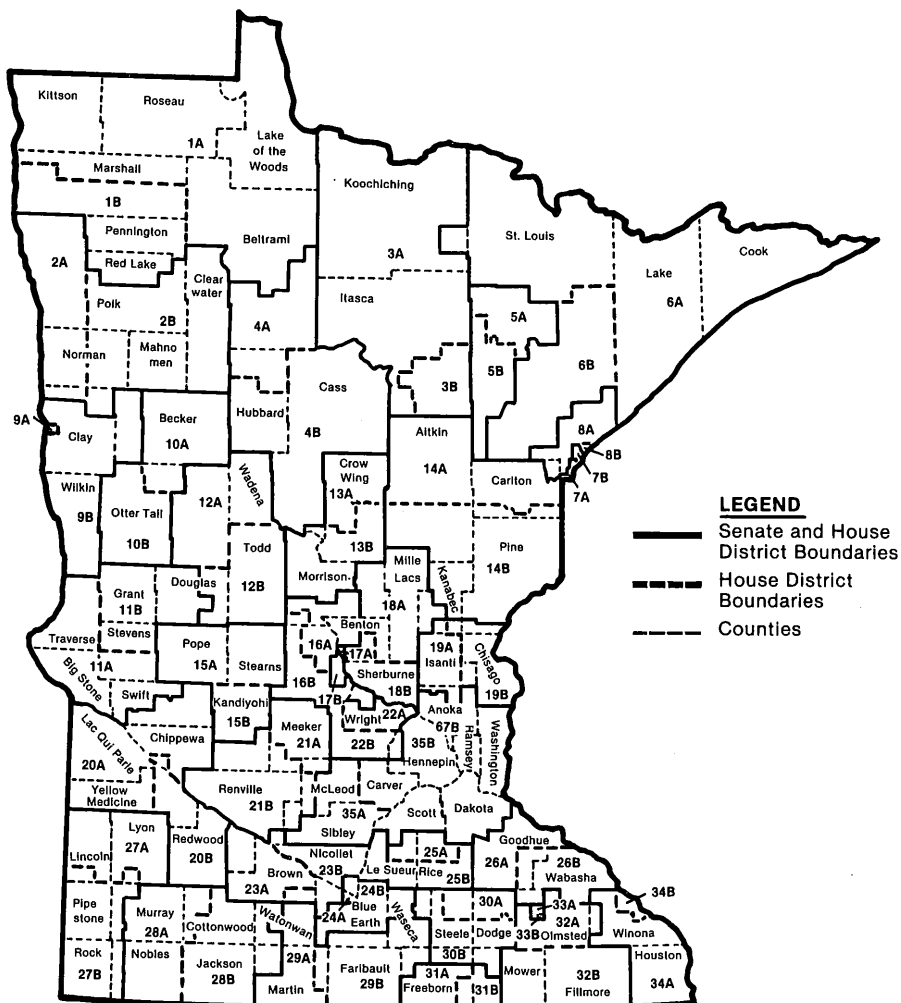 Kittson
Roseau
1A
Lake
of the
Woods
Marshall
1B
Koochiching
3A
St. Louis
Cook
Lake
6A
Pennington
Beltrami
2A
Red Lake
Clear
water
Polk
2B
Itasca
4A
5A
5B
6B
Norman
Mahno
men
3B
Cass
4B
Hubbard
9A
Clay
Becker
10A
Aitkin
14A
8A
8B
7B
7A
Carlton
Crow
Wing
13A
Wadena
Wilkin
9B
Otter Tail
10B
12A
13B
Todd
12B
Mille
Lacs
Pine
14B
Kanabec
Morrison
18A
LEGEND
Senate and House
District Boundaries
House District
Boundaries
Counties
Grant
11B
Douglas
Benton
Stevens
Traverse
11A
Pope
15A
Stearns
16A
17A
19A
Isanti
Chisago
19B
Big Stone
Swift
16B
17B
Sherburne
18B
Kandiyohi
15B
Wright
22A
Anoka
67B
Meeker
21A
22B
35B
Ramsey
Washington
Hennepin
Lac Qui Parle
Chippewa
20A
Yellow
Medicine
Renville
21B
McLeod
35A
Carver
Scott
Dakota
Sibley
Lyon
27A
Lincoln
Redwood
20B
Nicollet
23B
Brown
23A
Le Sueur
Rice
25A
25B
Goodhue
26A
26B
Wabasha
24B
24A
Blue
Earth
34B
Pipe
stone
Murray
28A
Cottonwood
Watonwan
Waseca
30A
Steele
Dodge
33A
33B
32A
Olmsted
Winona
30B
Rock
27B
Nobles
Jackson
28B
29A
Martin
Faribault
29B
31A
Freeborn
31B
Mower
32B
Fillmore
Houston
34A